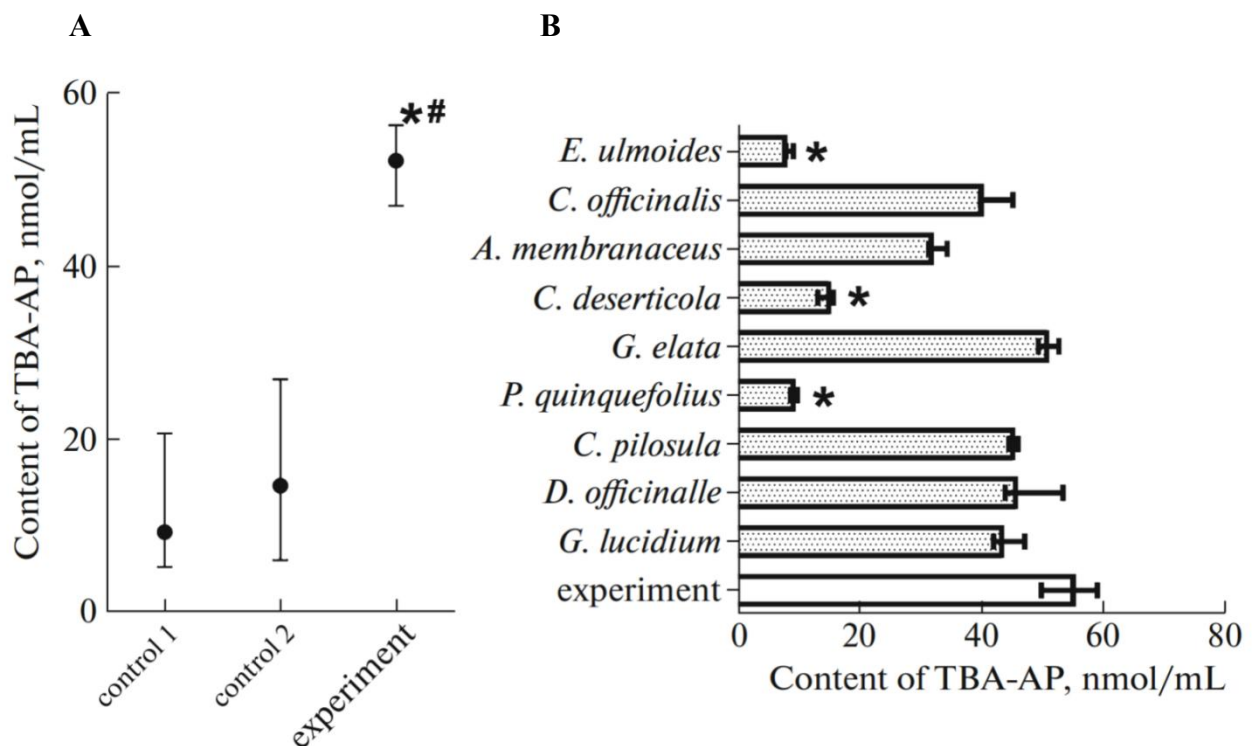 A
B
Content of TBA-AP, nmol/mL
60
40
20
0
*#
control 1
control 2
experiment
E. ulmoides
*
C. officinalis
A. membranaceus
C. deserticola
*
G. elata
P. quinquefolius
*
C. pilosula
D. officinalle
G. lucidium
experiment
0 20 40 60 80
Content of TBA-AP, nmol/mL